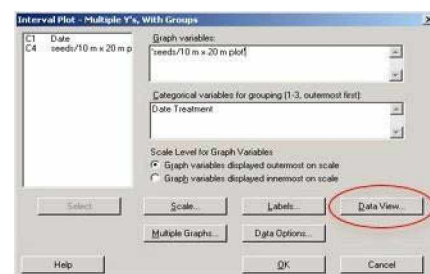 Interval Plot - Multiple Y's, With Groups
C1 Date
C4 seeds/10 m x 20 m p
Graph variables:
'seeds/10 m x 20 m plot'
Categorical variables for grouping (1-3, outermost first):
Date Treatment
Scale Level for Graph Variables
Graph variables displayed outermost on scale
Graph variables displayed innermost on scale
Select
Scale...
Labels...
Data View...
Multiple Graphs...
Data Options...
Help
OK
Cancel